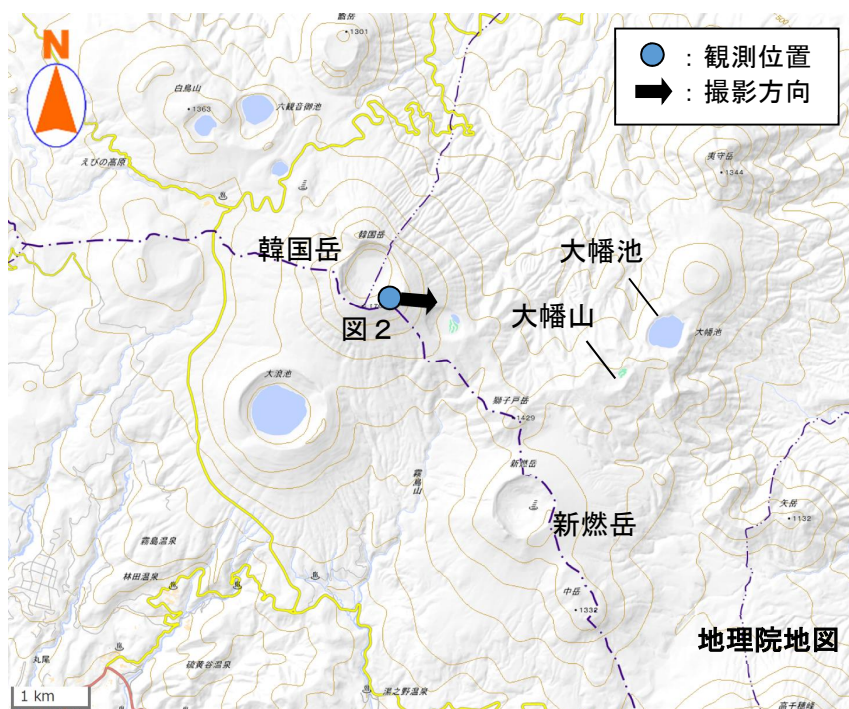 N
甑岳
1301
500
：観測位置
：撮影方向
白鳥山
1363
六観音御池
えびの高原
夷守岳
1344
韓国岳
韓国岳
大幡池
17
図２
大幡山
大幡池
大浪池
獅子戸岳
1429
霧島山
新燃岳
新燃岳
矢岳
1132
霧島温泉
林田温泉
中岳
1332
地理院地図
丸尾
硫黄谷温泉
湯之野温泉
1 km
高千穂峰